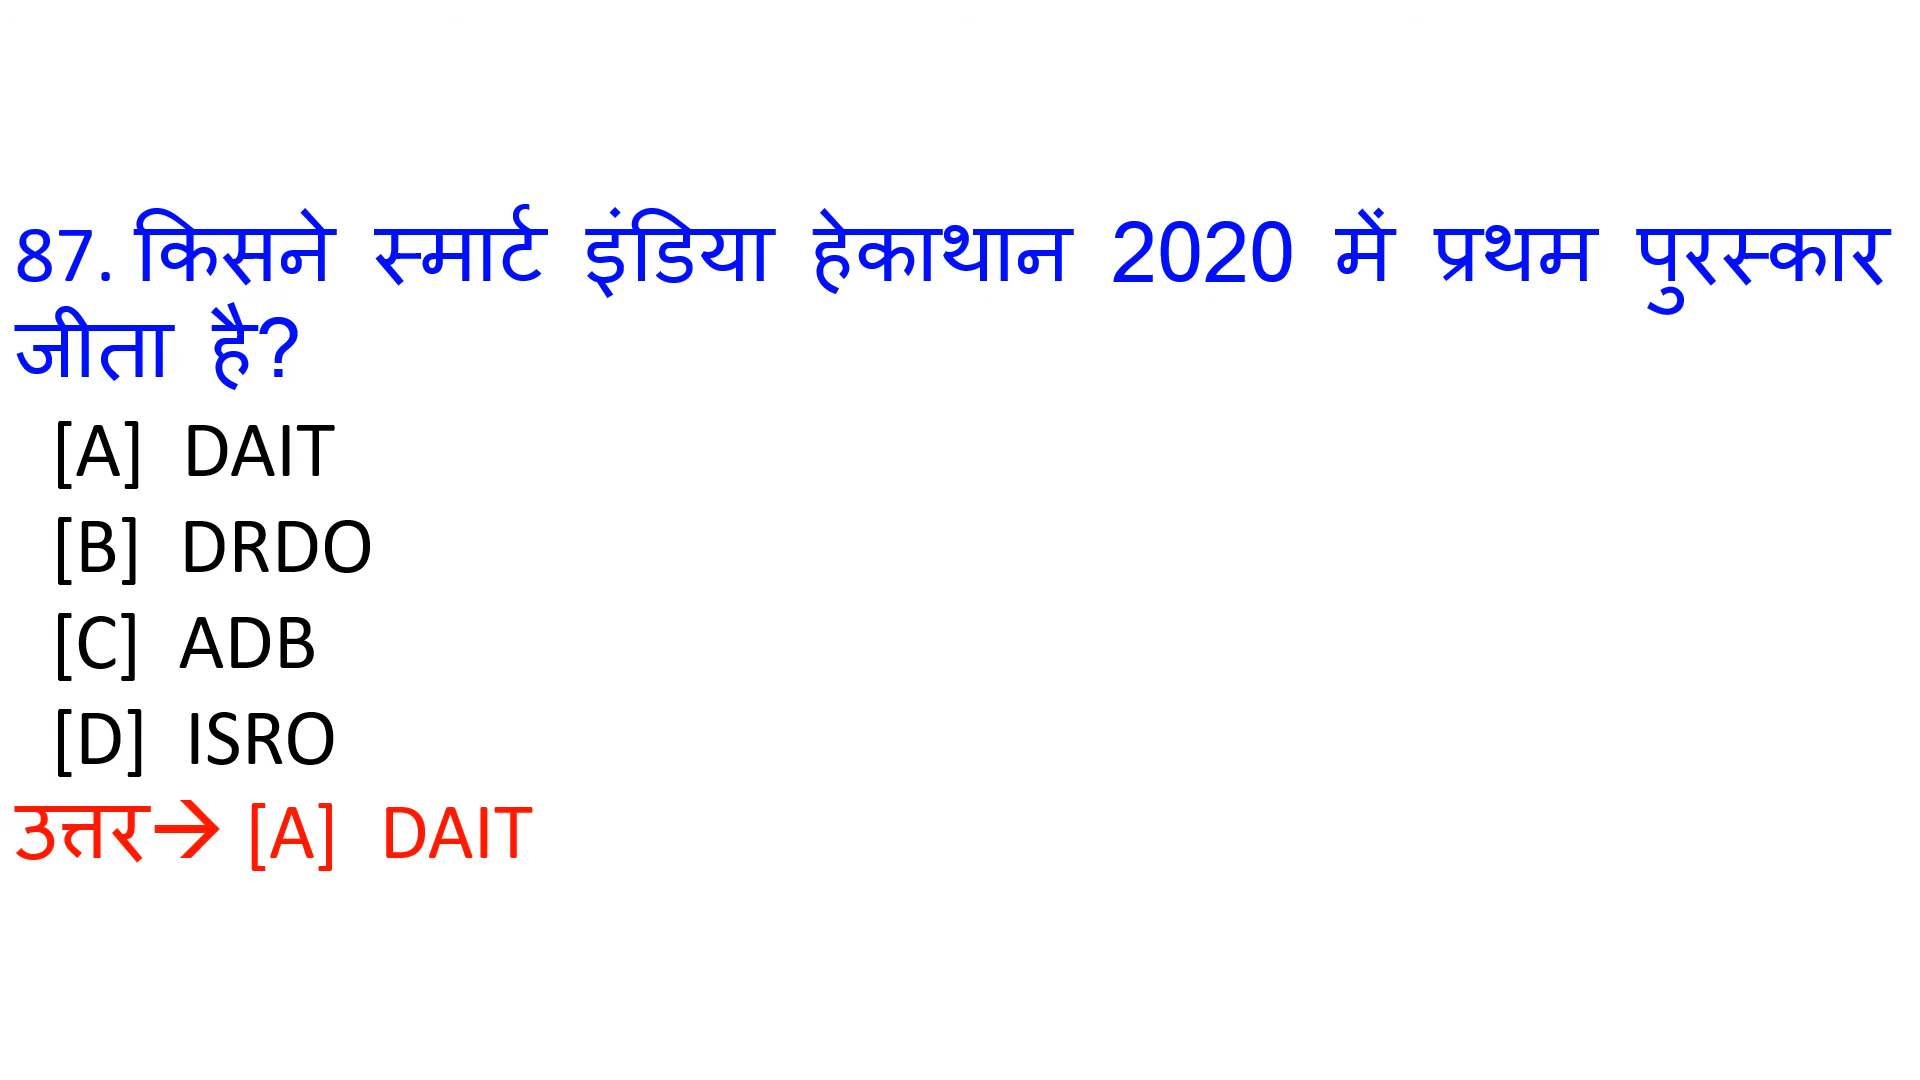 87. किसने स्मार्ट इंडिया हेकाथान 2020 में प्रथम पुरस्कार
जीता है?
[A] DAIT
[B] DRDO
[C] ADB
[D] ISRO
उत्तर→ [A] DAIT